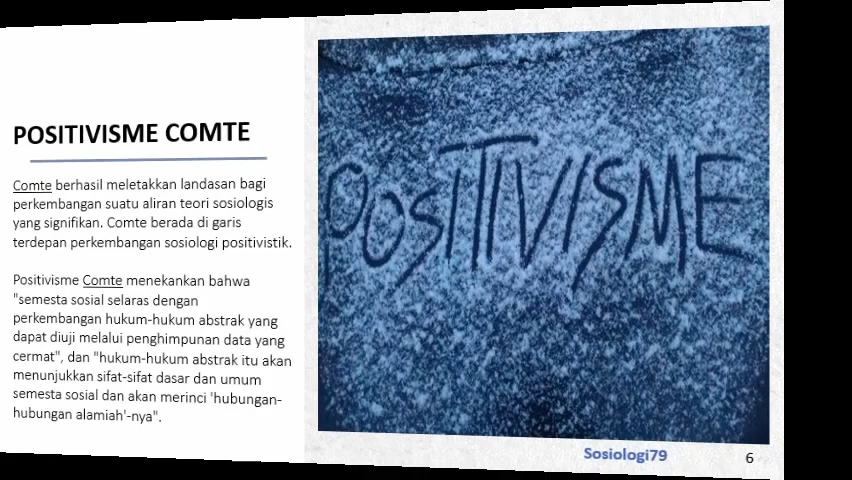 POSITIVISME COMTE
Comte berhasil meletakkan landasan bagi
perkembangan suatu aliran teori sosiologis
yang signifikan. Comte berada di garis
terdepan perkembangan sosiologi positivistik.
Positivisme Comte menekankan bahwa
"semesta sosial selaras dengan
perkembangan hukum-hukum abstrak yang
dapat diuji melalui penghimpunan data yang
cermat", dan "hukum-hukum abstrak itu akan
menunjukkan sifat-sifat dasar dan umum
semesta sosial dan akan merinci 'hubungan-
hubungan alamiah'-nya".
POSITIVISME
Sosiologi79
6